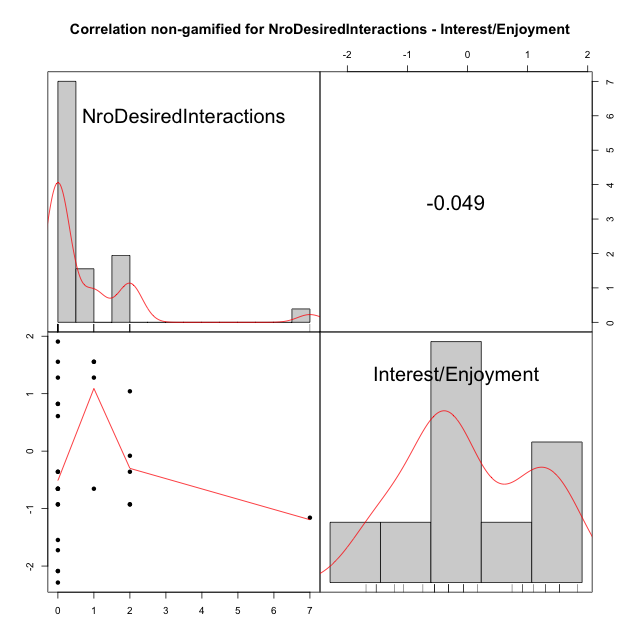 Correlation non-gamified for NroDesiredInteractions - Interest/Enjoyment
-2 -1 0 1 2
NroDesiredInteractions
-0.049
7
6
5
4
3
2
1
0
2
1
0
-1
-2
Interest/Enjoyment
0 1 2 3 4 5 6 7